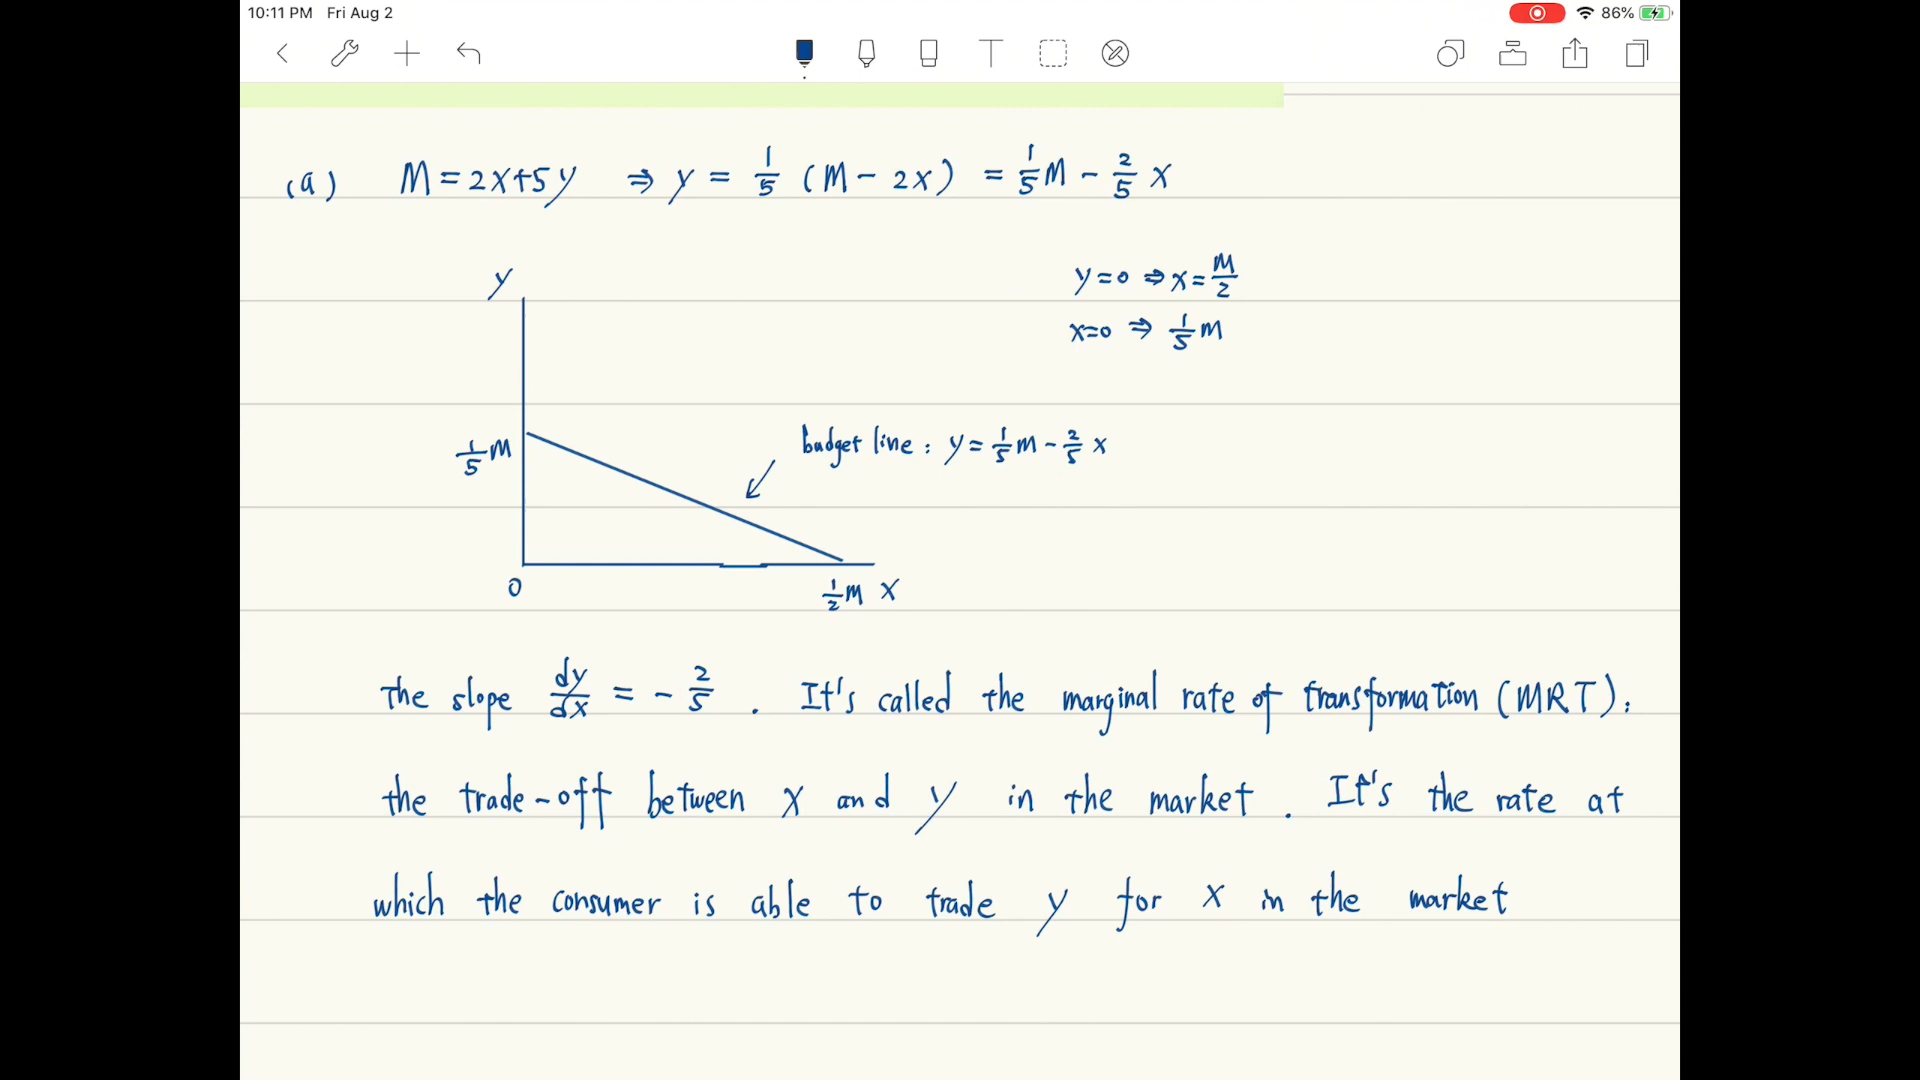 10:11 PM Fri Aug 2
86%
(a) M = 2x+5y ⇒ y = 1/5 (M - 2x) = 1/5 M - 2/5 x
y
y=0 ⇒ x = M/2
x=0 ⇒ 1/5 M
1/5 M
budget line: y = 1/5 M - 2/5 x
0
1/2 M x
The slope dy/dx = - 2/5 . It's called the marginal rate of transformation (MRT):
the trade-off between x and y in the market . It's the rate at
which the consumer is able to trade y for x in the market